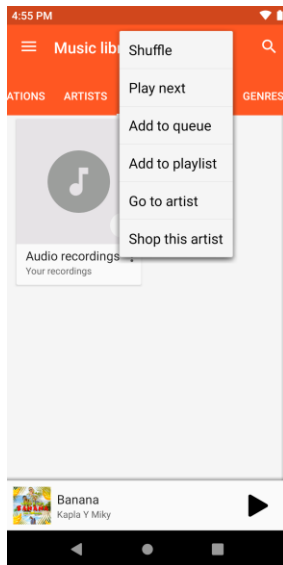 4:55 PM
Music libr
Shuffle
Play next
Add to queue
Add to playlist
Go to artist
Shop this artist
ATIONS
ARTISTS
GENRES
Audio recordings
Your recordings
Banana
Kapla Y Miky